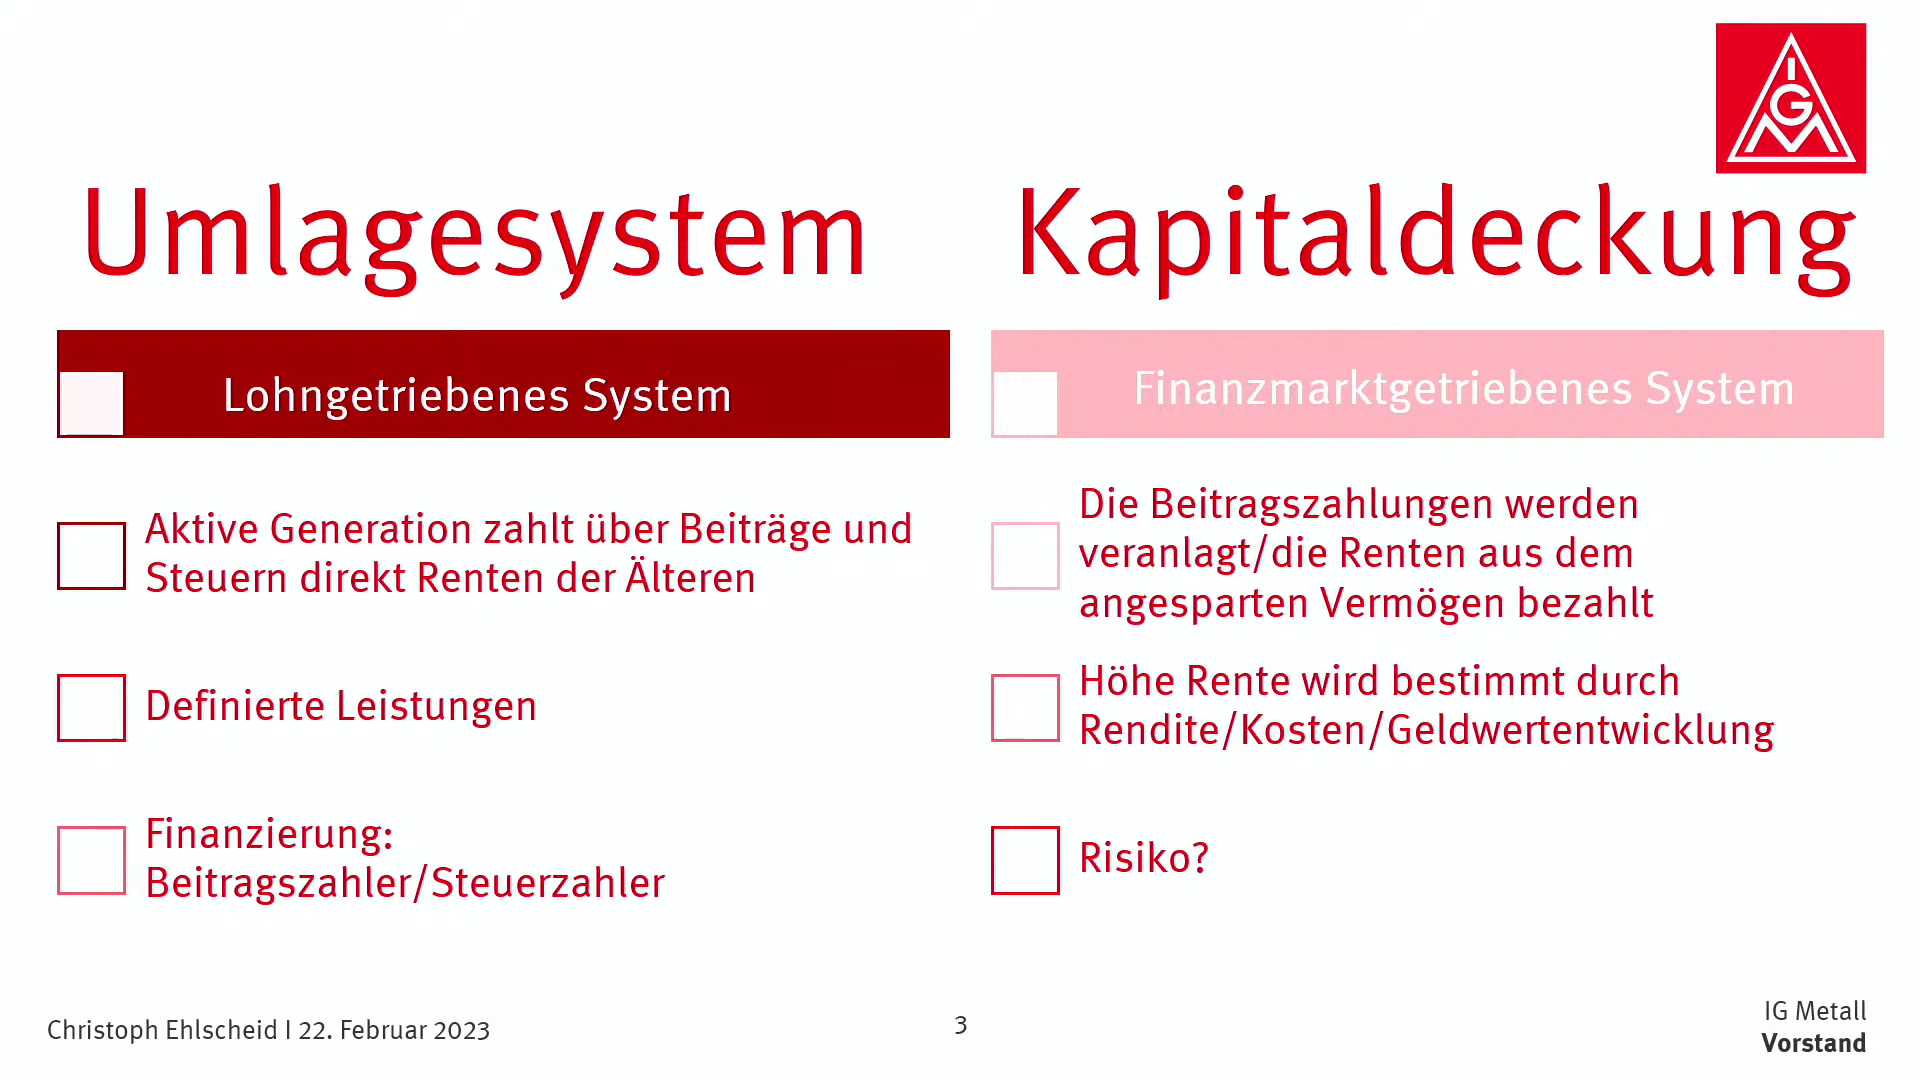 IGM
Umlagesystem
Lohngetriebenes System
Aktive Generation zahlt über Beiträge und
Steuern direkt Renten der Älteren
Definierte Leistungen
Finanzierung:
Beitragszahler/Steuerzahler
Kapitaldeckung
Finanzmarktgetriebenes System
Die Beitragszahlungen werden
veranlagt/die Renten aus dem
angesparten Vermögen bezahlt
Höhe Rente wird bestimmt durch
Rendite/Kosten/Geldwertentwicklung
Risiko?
Christoph Ehlscheid I 22. Februar 2023
3
IG Metall
Vorstand